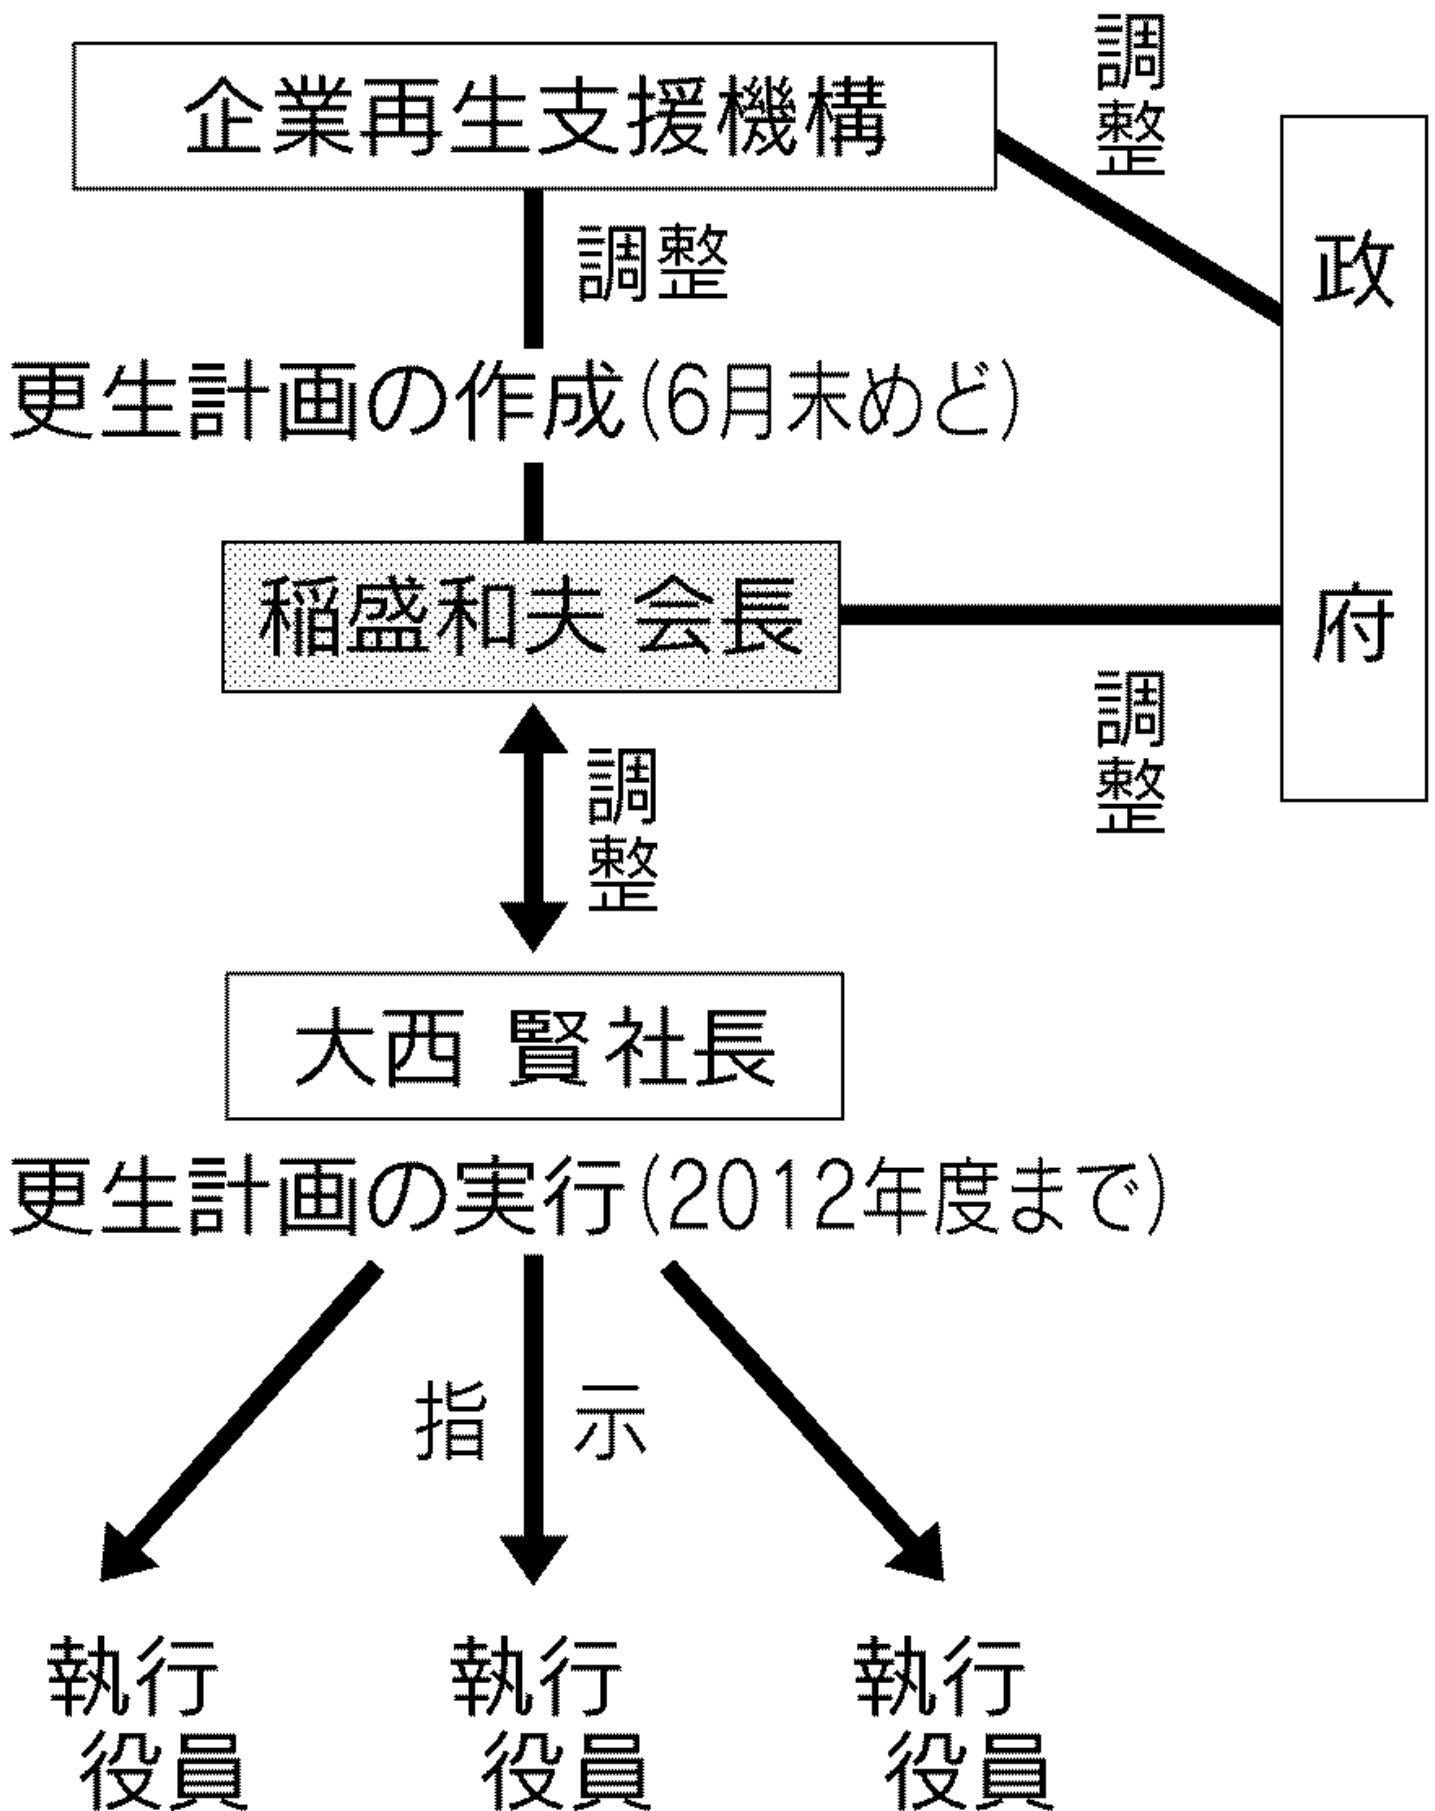 企業再生支援機構
調整
調整
政府
更生計画の作成(6月末めど)
稲盛和夫 会長
調整
調整
大西 賢 社長
更生計画の実行(2012年度まで)
指示
執行
役員
執行
役員
執行
役員